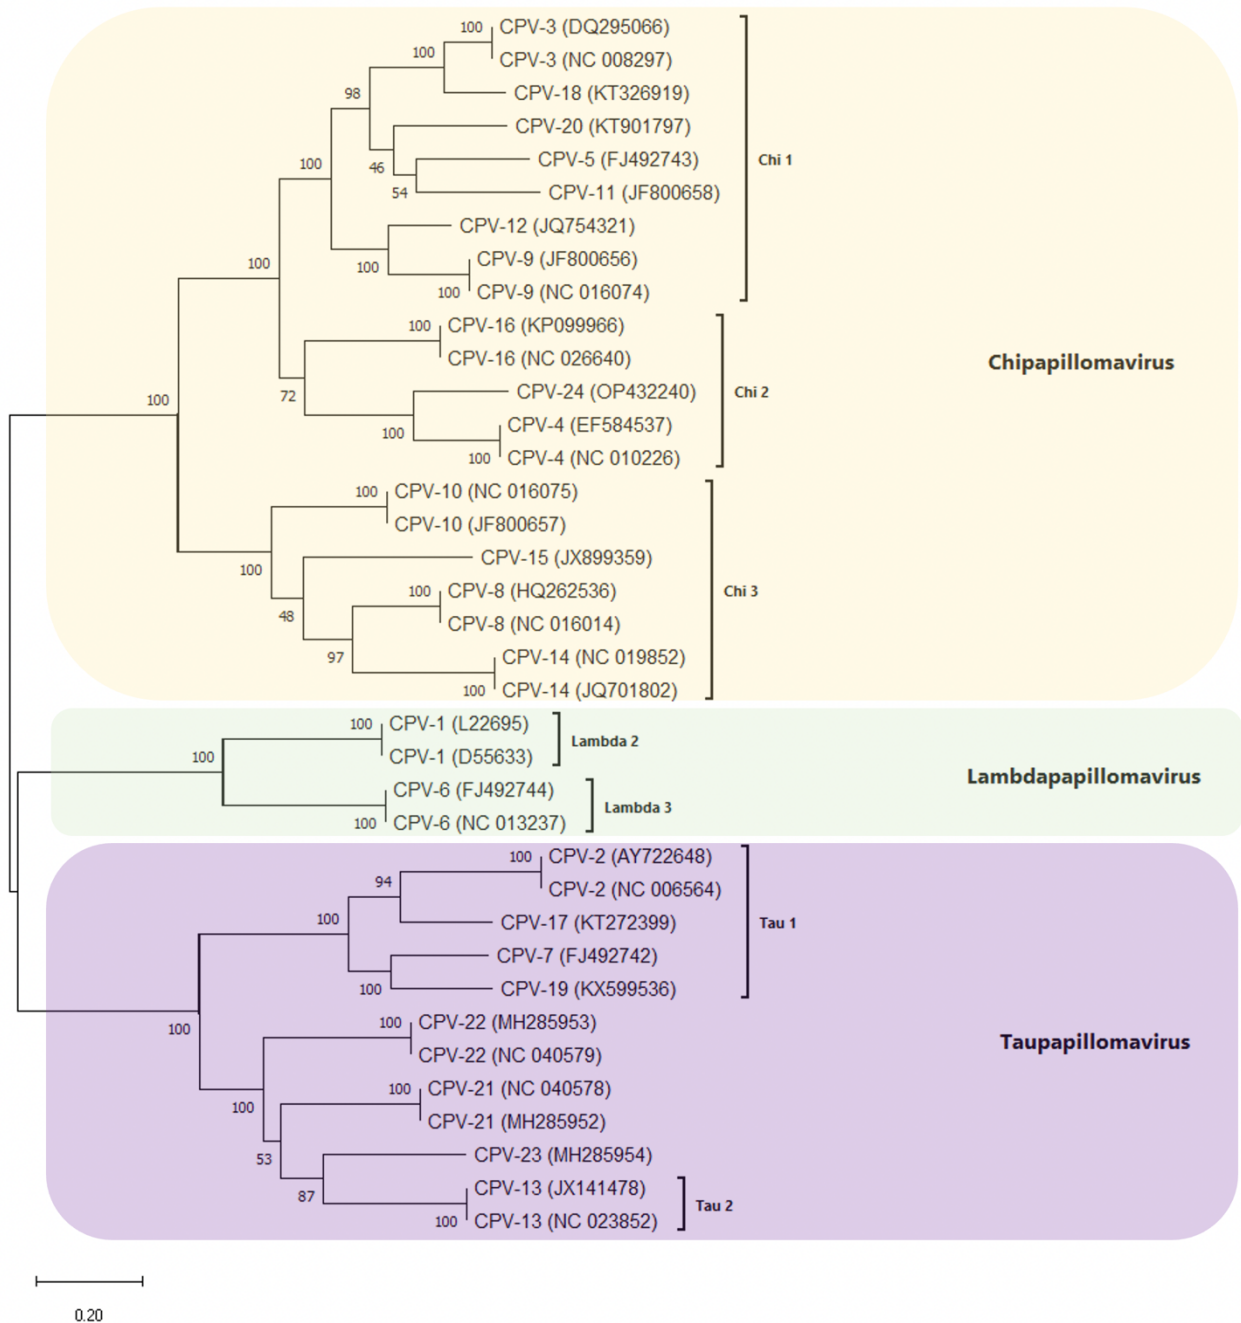 100 CPV-3 (DQ295066)
100
CPV-3 (NC 008297)
98 CPV-18 (KT326919)
CPV-20 (KT901797)
100 46 CPV-5 (FJ492743) Chi 1
54 CPV-11 (JF800658)
CPV-12 (JQ754321)
100 100 CPV-9 (JF800656)
100 CPV-9 (NC 016074)
100 CPV-16 (KP099966)
CPV-16 (NC 026640) Chipapillomavirus
72 CPV-24 (OP432240) Chi 2
100
100 CPV-4 (EF584537)
100 CPV-4 (NC 010226)
100 CPV-10 (NC 016075)
CPV-10 (JF800657)
100 CPV-15 (JX899359)
100 CPV-8 (HQ262536) Chi 3
48 CPV-8 (NC 016014)
97 CPV-14 (NC 019852)
100 CPV-14 (JQ701802)
100 CPV-1 (L22695)
Lambda 2
100 CPV-1 (D55633)
Lambdapapillomavirus
CPV-6 (FJ492744)
Lambda 3
100 CPV-6 (NC 013237)
100 CPV-2 (AY722648)
94 CPV-2 (NC 006564)
100 CPV-17 (KT272399) Tau 1
CPV-7 (FJ492742)
100 CPV-19 (KX599536)
100 100 CPV-22 (MH285953)
Taupapillomavirus
CPV-22 (NC 040579)
100 CPV-21 (NC 040578)
100
CPV-21 (MH285952)
53 CPV-23 (MH285954)
87 CPV-13 (JX141478)
Tau 2
100 CPV-13 (NC 023852)
0.20